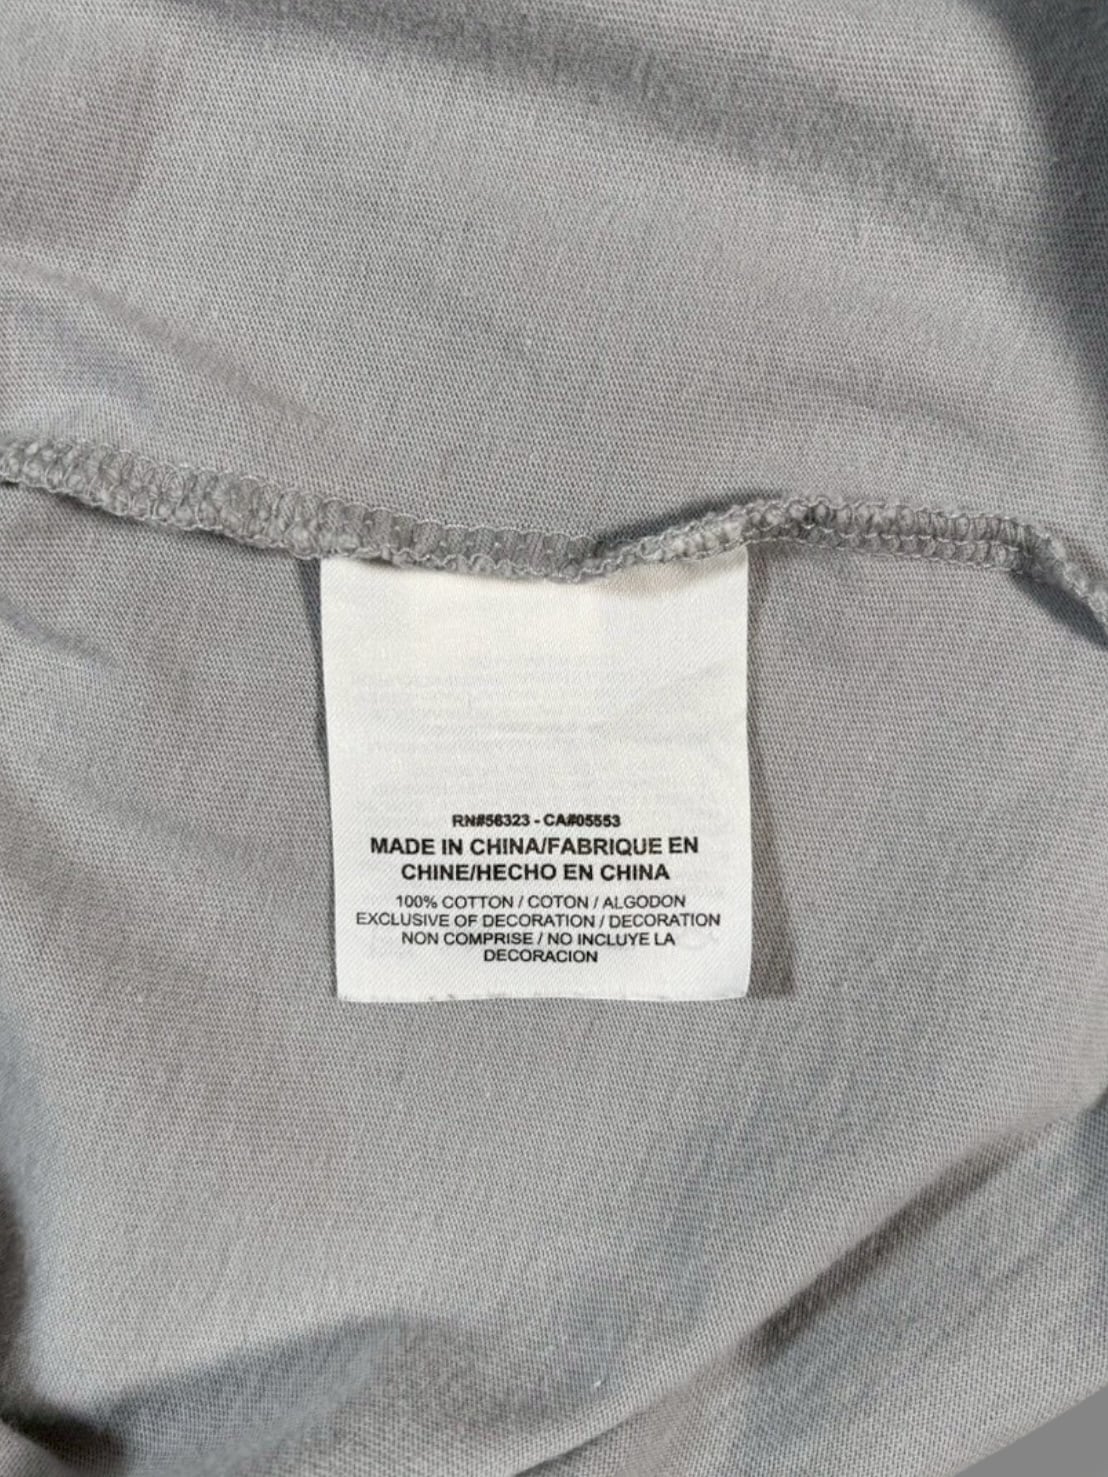 RN#56323 - CA#05553
MADE IN CHINA/FABRIQUE EN
CHINE/HECHO EN CHINA
100% COTTON / COTON / ALGODON
EXCLUSIVE OF DECORATION / DECORATION
NON COMPRISE / NO INCLUYE LA
DECORACION